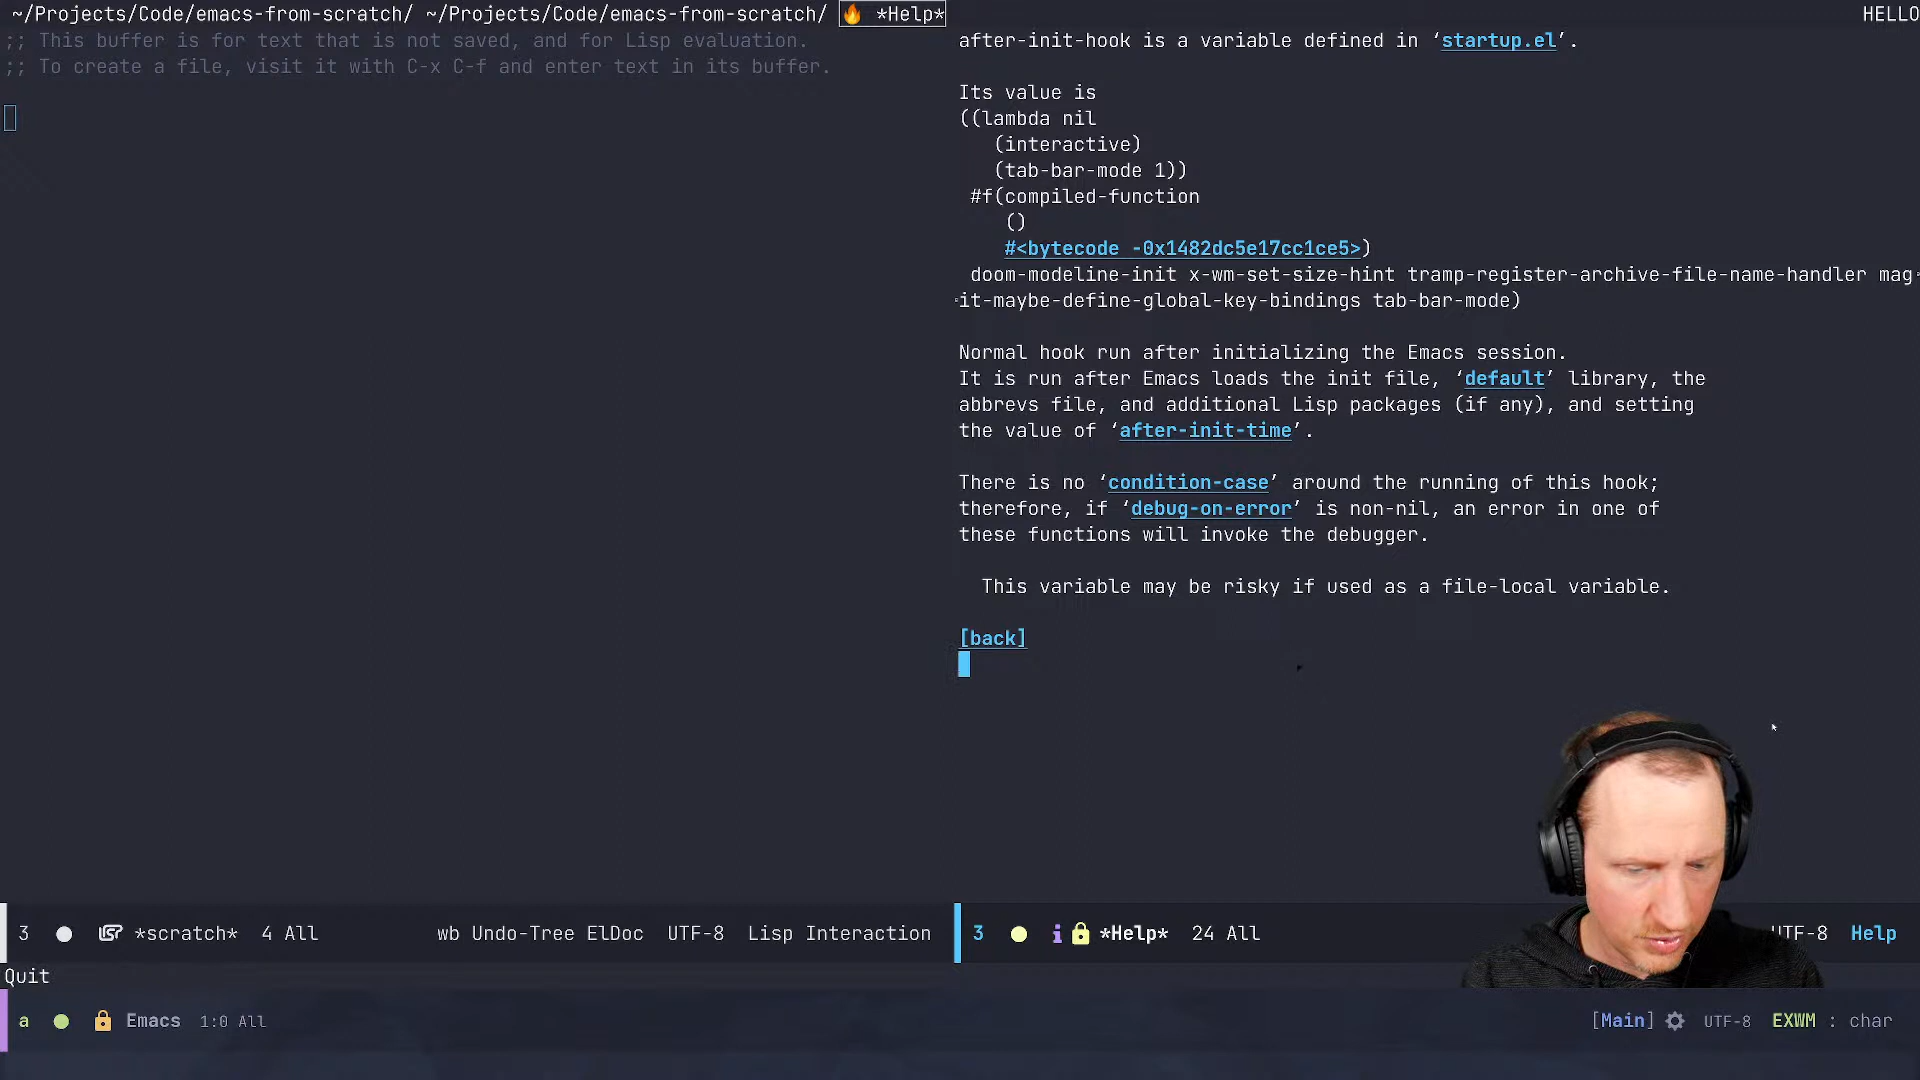 ~/Projects/Code/emacs-from-scratch/ ~/Projects/Code/emacs-from-scratch/ 🔥 *Help* HELLO
;; This buffer is for text that is not saved, and for Lisp evaluation.
;; To create a file, visit it with C-x C-f and enter text in its buffer.
after-init-hook is a variable defined in ‘startup.el’.
Its value is
((lambda nil
(interactive)
(tab-bar-mode 1))
#f(compiled-function
()
#<bytecode -0x1482dc5e17cc1ce5>)
doom-modeline-init x-wm-set-size-hint tramp-register-archive-file-name-handler mag
it-maybe-define-global-key-bindings tab-bar-mode)
Normal hook run after initializing the Emacs session.
It is run after Emacs loads the init file, ‘default’ library, the
abbrevs file, and additional Lisp packages (if any), and setting
the value of ‘after-init-time’.
There is no ‘condition-case’ around the running of this hook;
therefore, if ‘debug-on-error’ is non-nil, an error in one of
these functions will invoke the debugger.
This variable may be risky if used as a file-local variable.
[back]
3 *scratch* 4 All wb Undo-Tree ElDoc UTF-8 Lisp Interaction
3 i *Help* 24 All UTF-8 Help
Quit
a Emacs 1:0 All [Main] UTF-8 EXWM : char